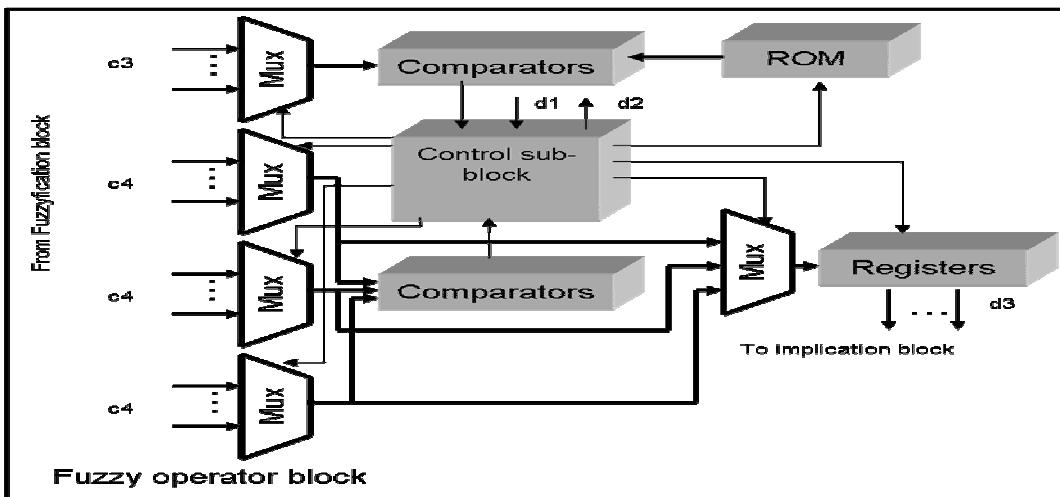 From Fuzzyfication block
c3
Mux
Comparators
ROM
d1
d2
c4
Mux
Control sub-
block
c4
Mux
Comparators
Mux
Registers
d3
To implication block
c4
Mux
Fuzzy operator block